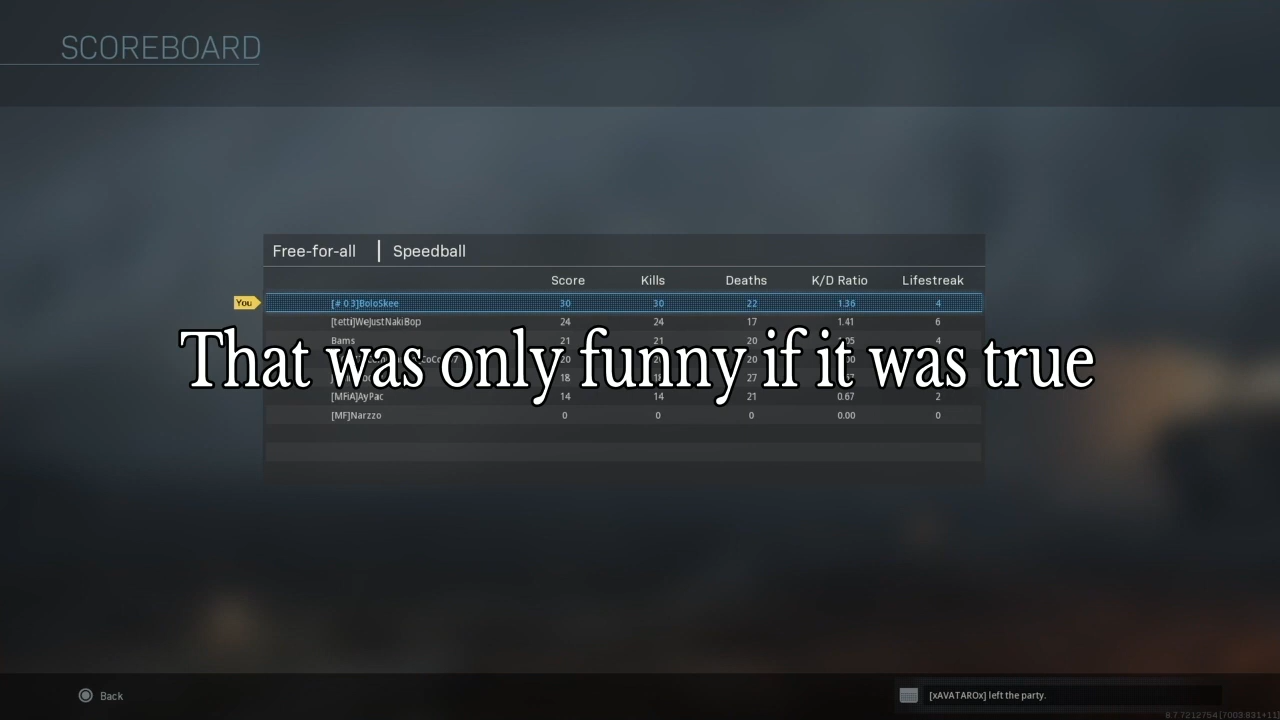 SCOREBOARD
Free-for-all | Speedball
Score Kills Deaths K/D Ratio Lifestreak
You [# 0 3]BoloSkee 30 30 22 1.36 4
[tetti]WeJustNakiBop 24 24 17 1.41 6
Bams 21 21 20 4
That was only funny if it was true
18 27
[MFiA]AyPac 14 14 21 0.67 2
[MF]Narzzo 0 0 0 0.00 0
Back
[xAVATAROx] left the party.